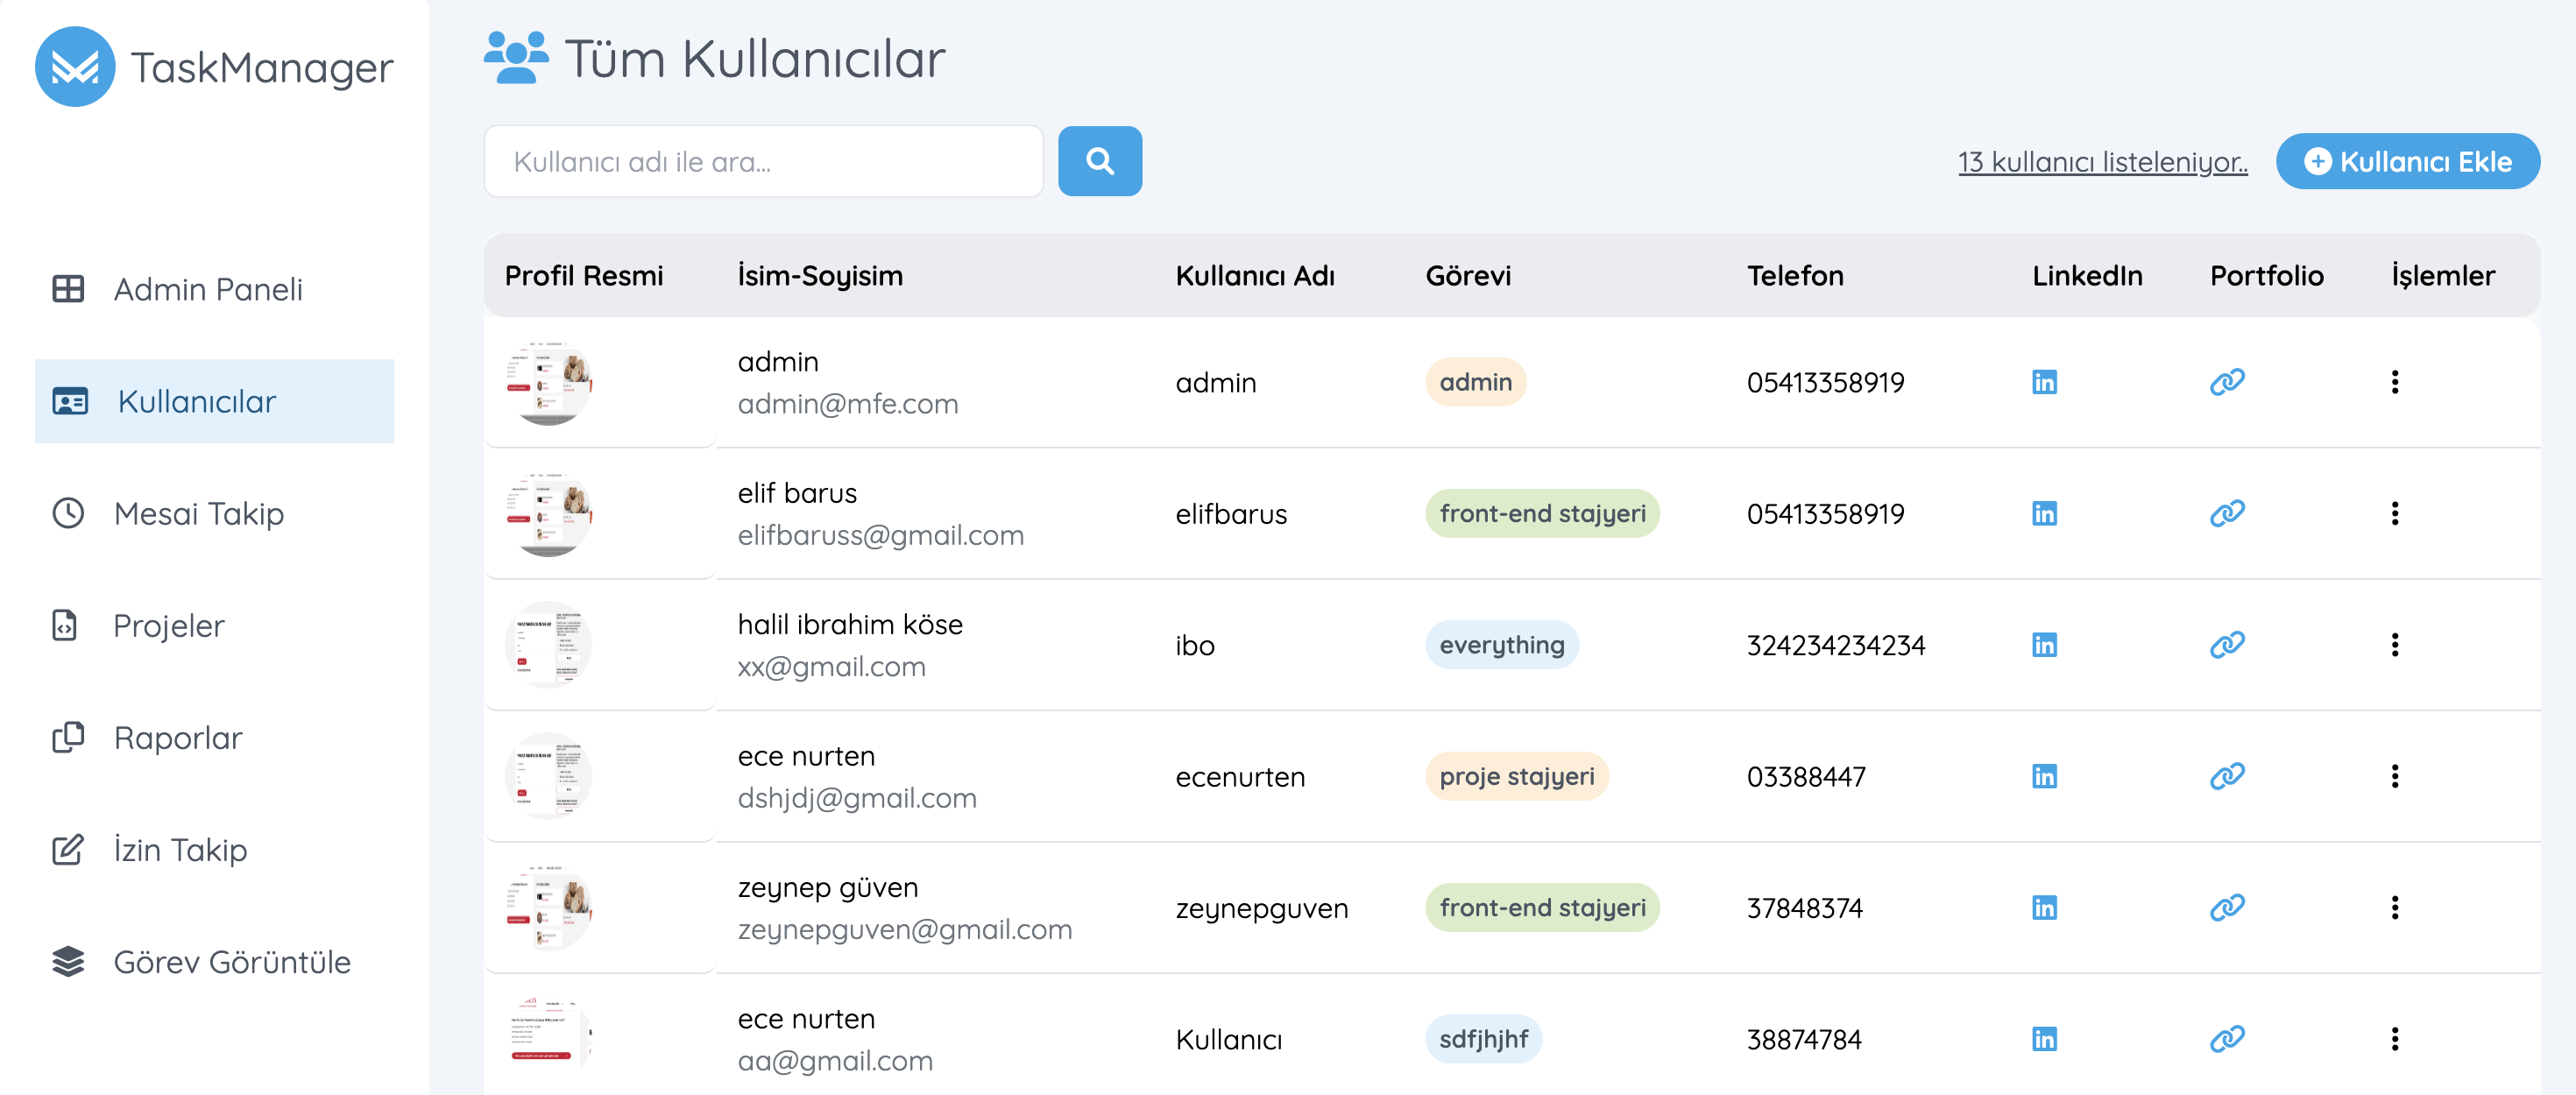 TaskManager
Admin Paneli
Kullanıcılar
Mesai Takip
Projeler
Raporlar
İzin Takip
Görev Görüntüle
Tüm Kullanıcılar
Kullanıcı adı ile ara...
13 kullanıcı listeleniyor..
Kullanıcı Ekle
Profil Resmi İsim-Soyisim Kullanıcı Adı Görevi Telefon LinkedIn Portfolio İşlemler
admin
admin@mfe.com
admin admin 05413358919
elif barus
elifbaruss@gmail.com
elifbarus front-end stajyeri 05413358919
halil ibrahim köse
xx@gmail.com
ibo everything 324234234234
ece nurten
dshjdj@gmail.com
ecenurten proje stajyeri 03388447
zeynep güven
zeynepguven@gmail.com
zeynepguven front-end stajyeri 37848374
ece nurten
aa@gmail.com
Kullanıcı sdfjhjhf 38874784